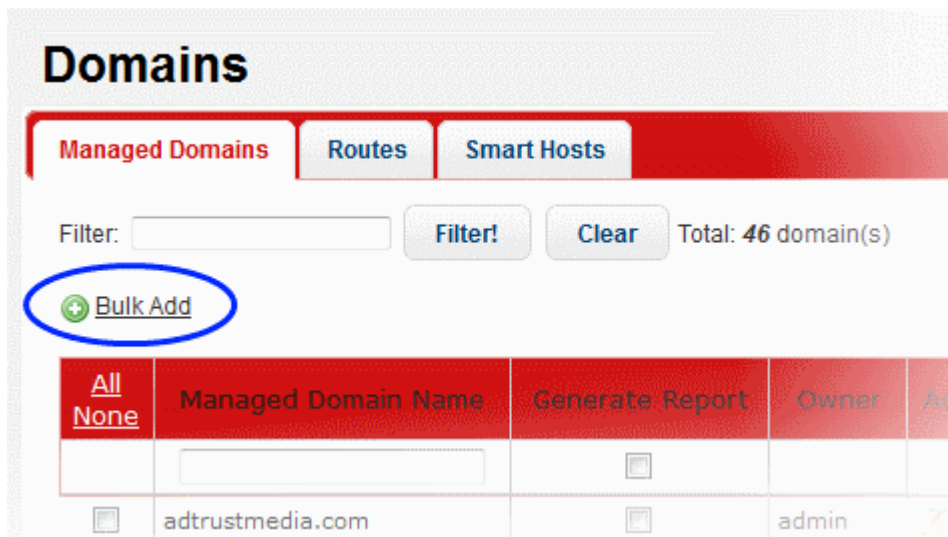 Domains
Managed Domains Routes Smart Hosts
Filter: Filter! Clear Total: 46 domain(s)
Bulk Add
All None Managed Domain Name Generate Report Owner
adtrustmedia.com admin